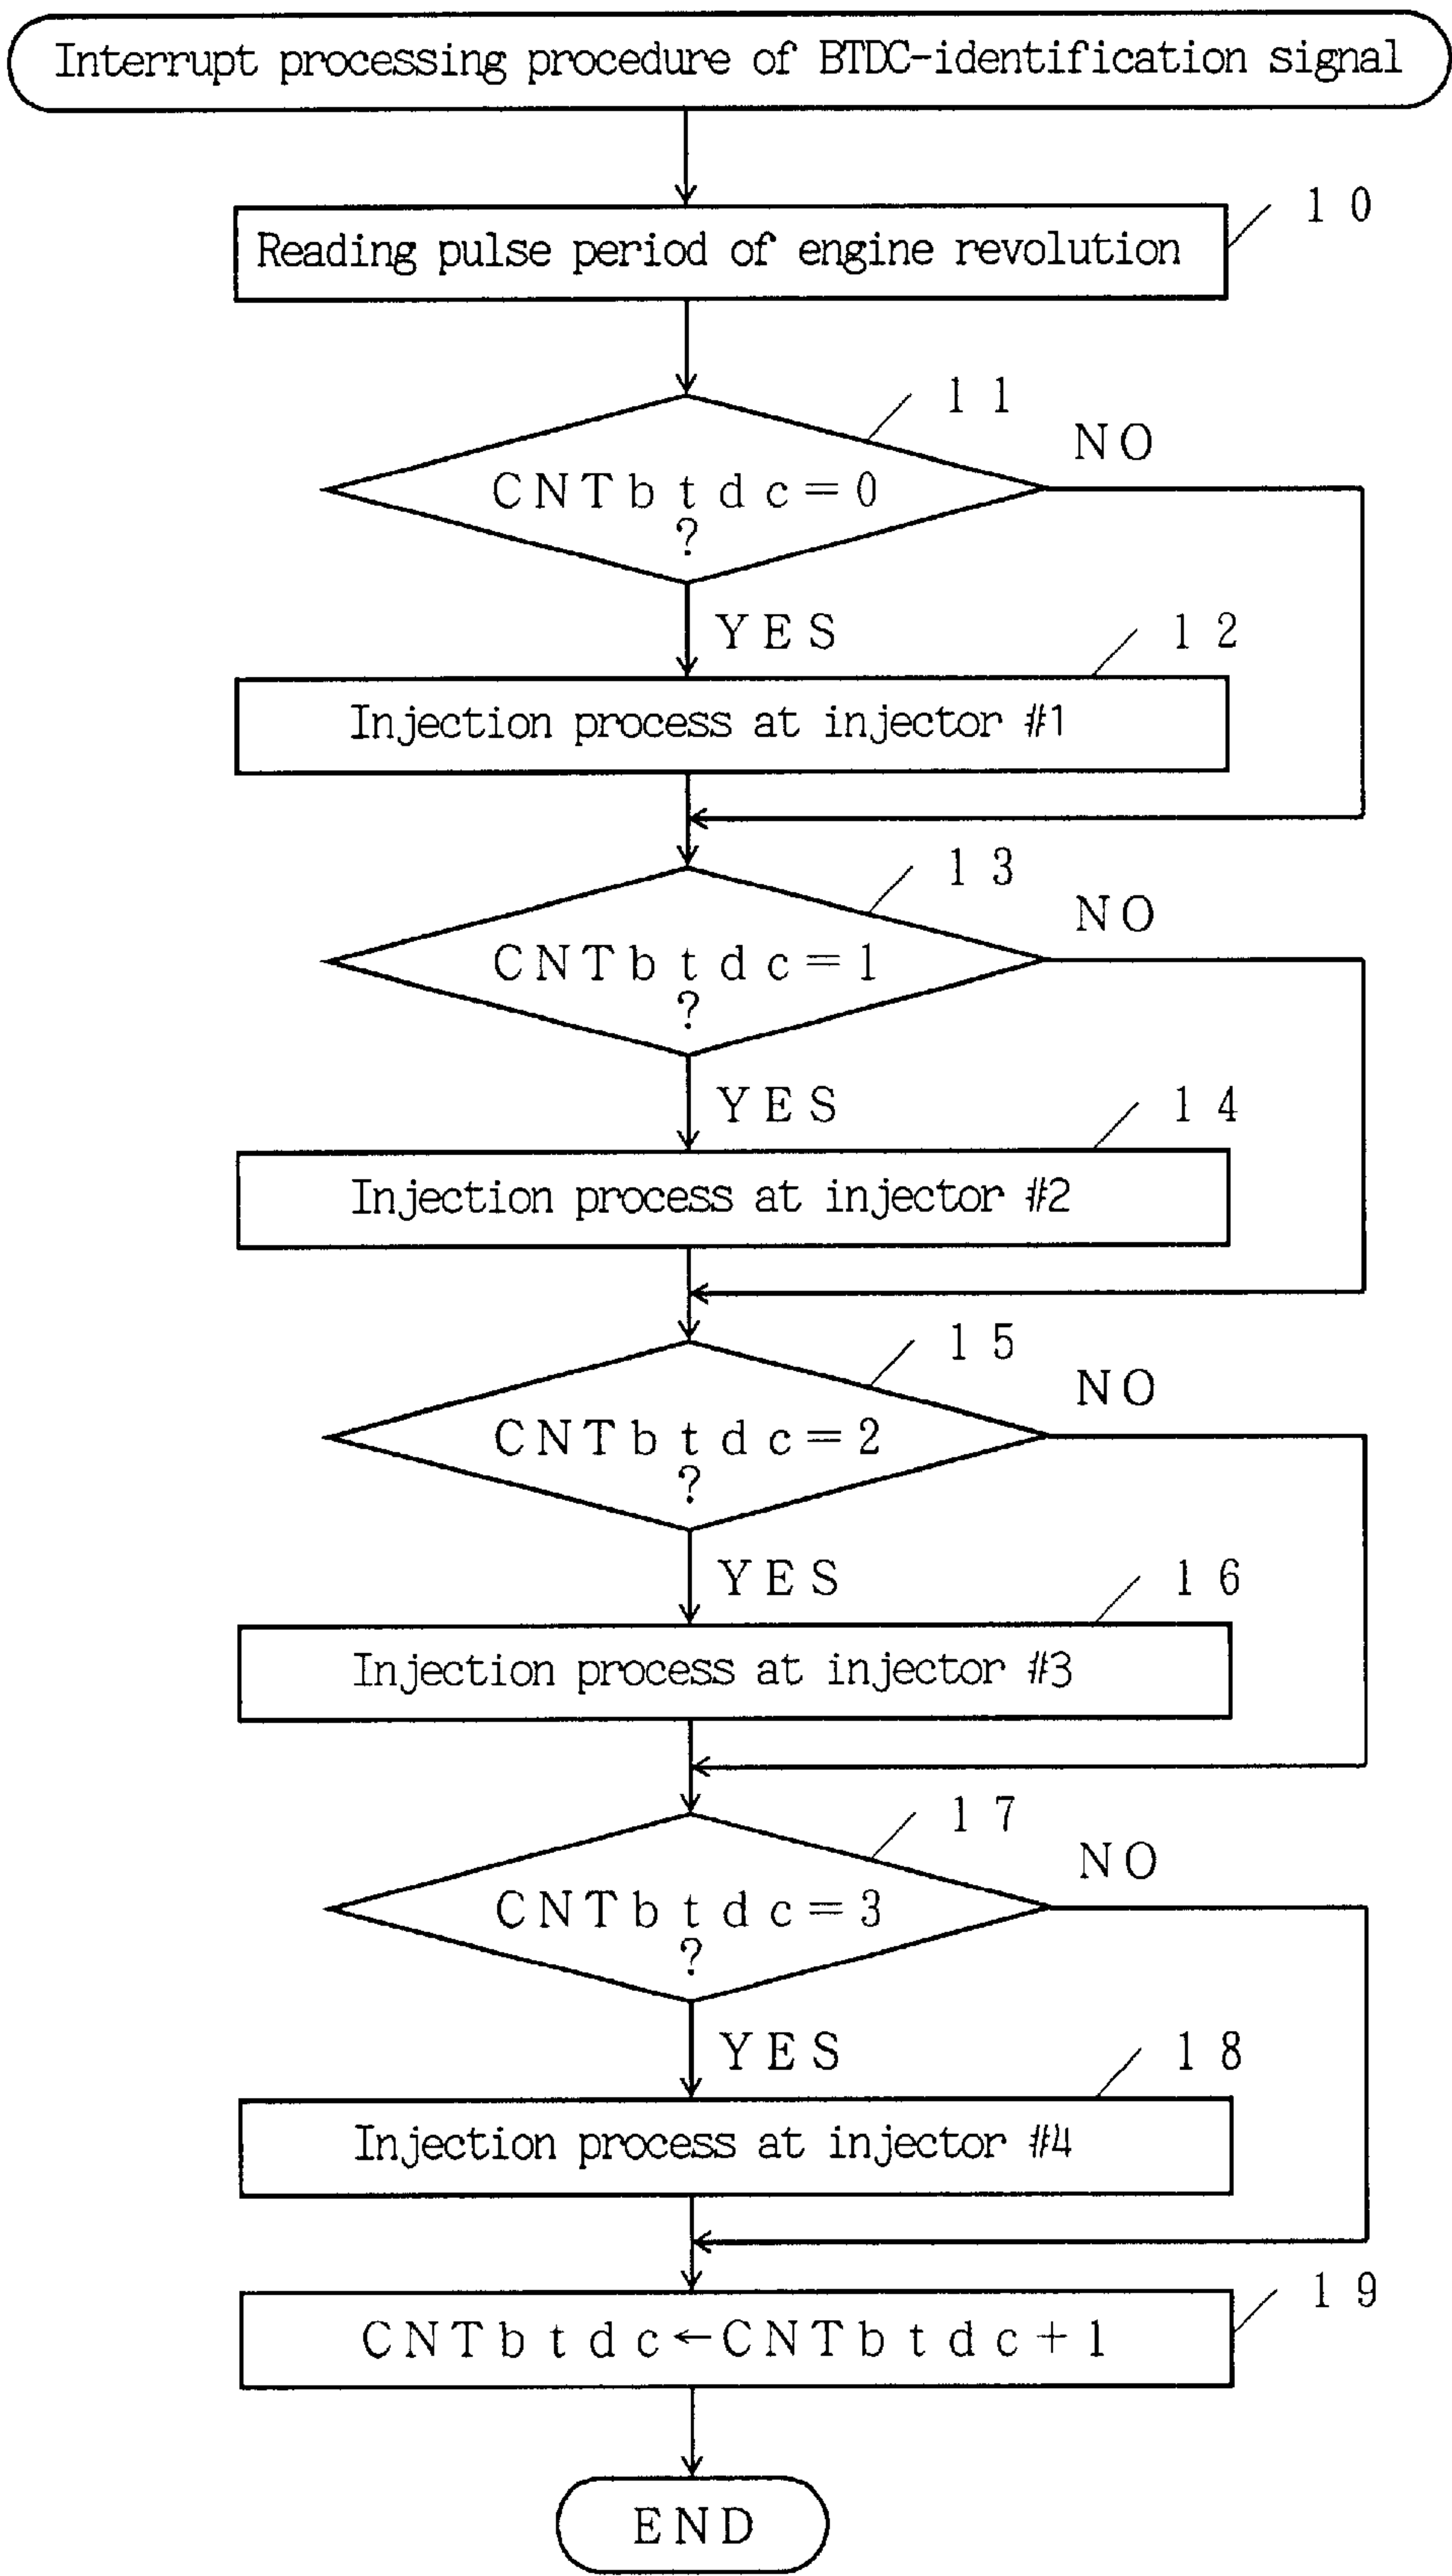 Interrupt processing procedure of BTDC-identification signal
10
Reading pulse period of engine revolution
11
NO
CNTbtdc=0
?
YES
12
Injection process at injector #1
13
NO
CNTbtdc=1
?
YES
14
Injection process at injector #2
15
NO
CNTbtdc=2
?
YES
16
Injection process at injector #3
17
NO
CNTbtdc=3
?
YES
18
Injection process at injector #4
19
CNTbtdc←CNTbtdc+1
END